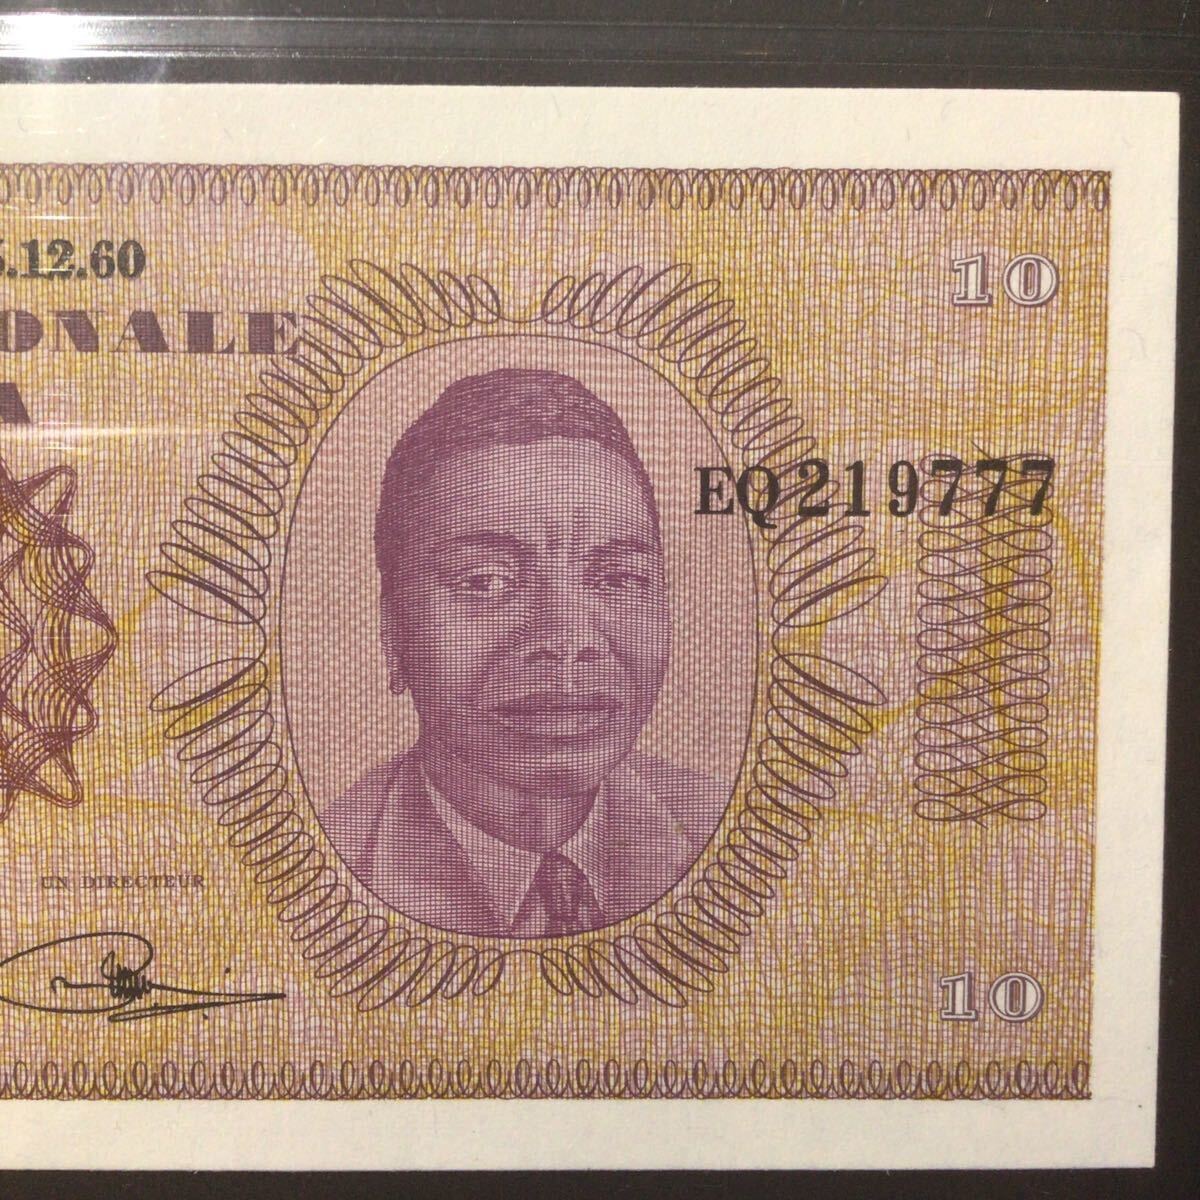 .12.60
10
ONALE
A
EQ219777
UN DIRECTEUR
10